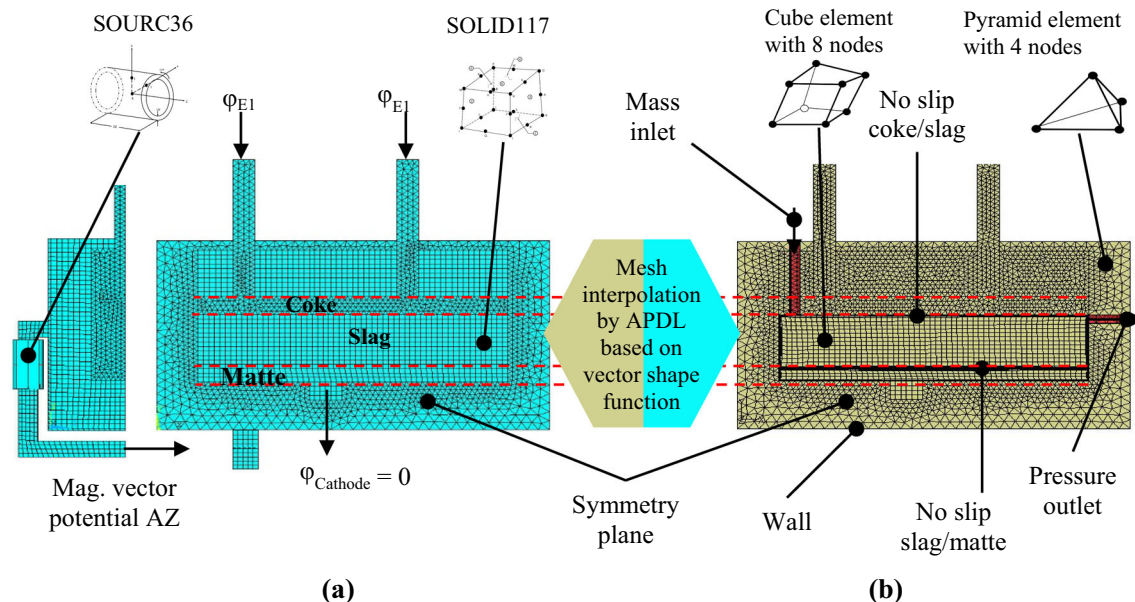 SOURC36
SOLID117
Cube element
with 8 nodes
Pyramid element
with 4 nodes
φE1
φE1
Mass
inlet
No slip
coke/slag
Coke
Slag
Matte
Mesh
interpolation
by APDL
based on
vector shape
function
φCathode = 0
Mag. vector
potential AZ
Symmetry
plane
Wall
No slip
slag/matte
Pressure
outlet
(a)
(b)